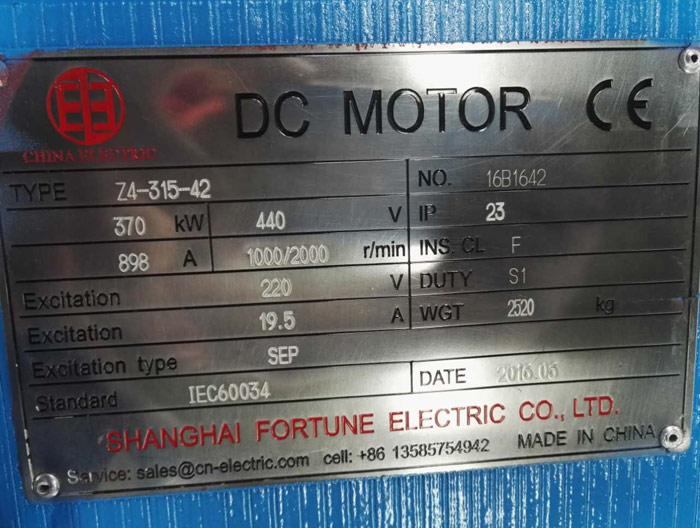 DC MOTOR CE
CHINA ELECTRIC
TYPE Z4-315-42
NO. 16B1642
370 kW 440 V
IP 23
898 A 1000/2000 r/min
INS. CL F
Excitation 220 V
DUTY S1
Excitation 19.5 A
WGT 2520 kg
Excitation type SEP
Standard IEC60034
DATE 2016.05
SHANGHAI FORTUNE ELECTRIC CO., LTD.
Service: sales@cn-electric.com cell: +86 13585754942 MADE IN CHINA